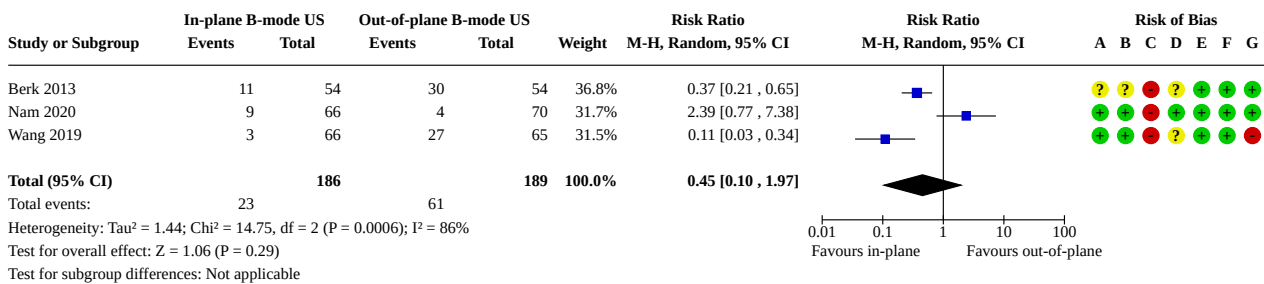 In-plane B-mode US Out-of-plane B-mode US Risk Ratio Risk Ratio Risk of Bias
Study or Subgroup Events Total Events Total Weight M-H, Random, 95% CI M-H, Random, 95% CI A B C D E F G
Berk 2013 11 54 30 54 36.8% 0.37 [0.21 , 0.65] ? ? - ? + + +
Nam 2020 9 66 4 70 31.7% 2.39 [0.77 , 7.38] + + - + + + +
Wang 2019 3 66 27 65 31.5% 0.11 [0.03 , 0.34] + + - ? + + -
Total (95% CI) 186 189 100.0% 0.45 [0.10 , 1.97]
Total events: 23 61
Heterogeneity: Tau² = 1.44; Chi² = 14.75, df = 2 (P = 0.0006); I² = 86%
0.01 0.1 1 10 100
Test for overall effect: Z = 1.06 (P = 0.29) Favours in-plane Favours out-of-plane
Test for subgroup differences: Not applicable